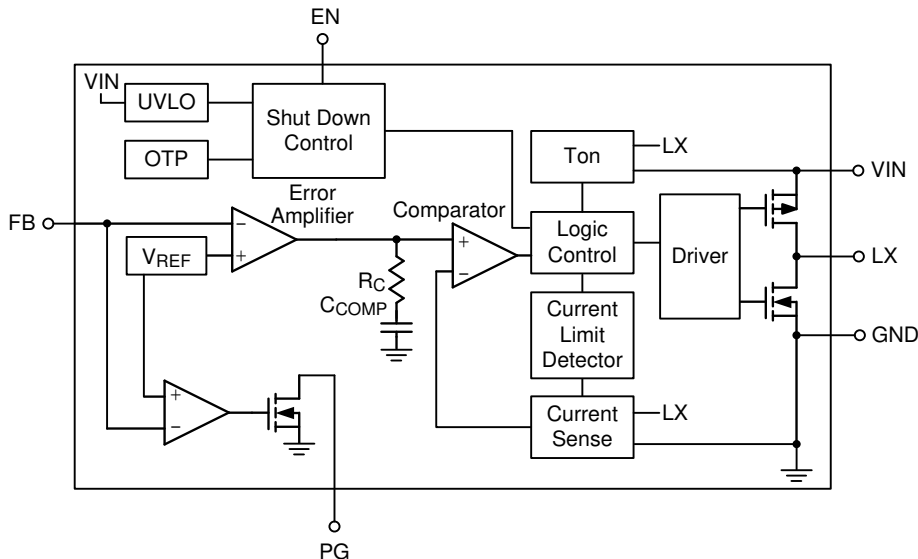 EN
VIN
UVLO
Shut Down
Control
OTP
Ton
LX
VIN
Error
Amplifier
Comparator
FB
−
+
VREF
+
−
Logic
Control
Driver
LX
RC
CCOMP
Current
Limit
Detector
GND
+
−
Current
Sense
LX
PG